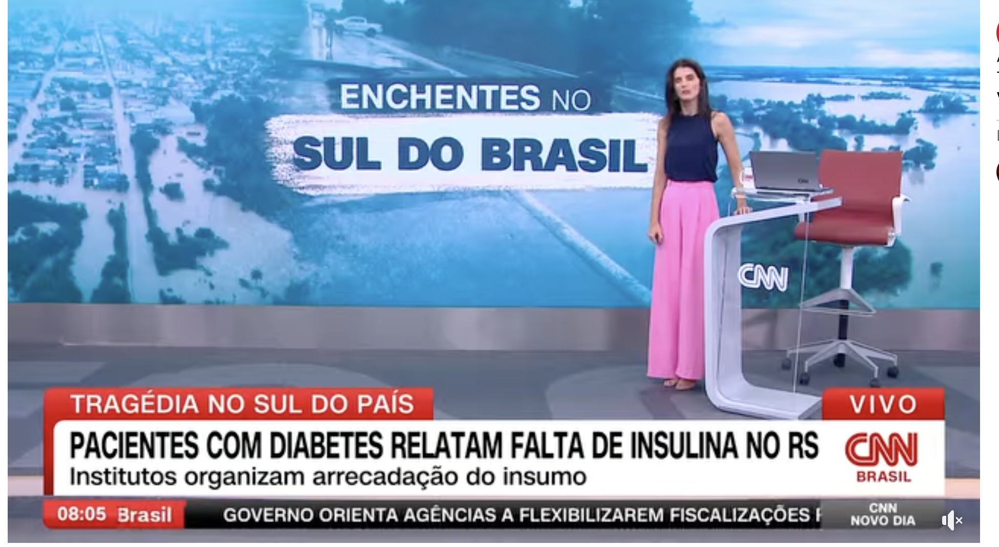 ENCHENTES NO
SUL DO BRASIL
CNN
CNN
TRAGÉDIA NO SUL DO PAÍS
VIVO
PACIENTES COM DIABETES RELATAM FALTA DE INSULINA NO RS
Institutos organizam arrecadação do insumo
CNN
BRASIL
08:05 Brasil
GOVERNO ORIENTA AGÊNCIAS A FLEXIBILIZAREM FISCALIZAÇÕES
CNN
NOVO DIA